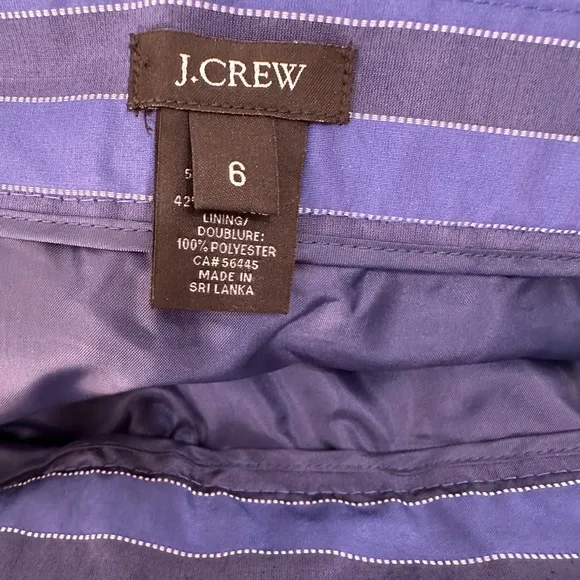 J.CREW
6
LINING/
DOUBLURE:
100% POLYESTER
CA# 56445
MADE IN
SRI LANKA